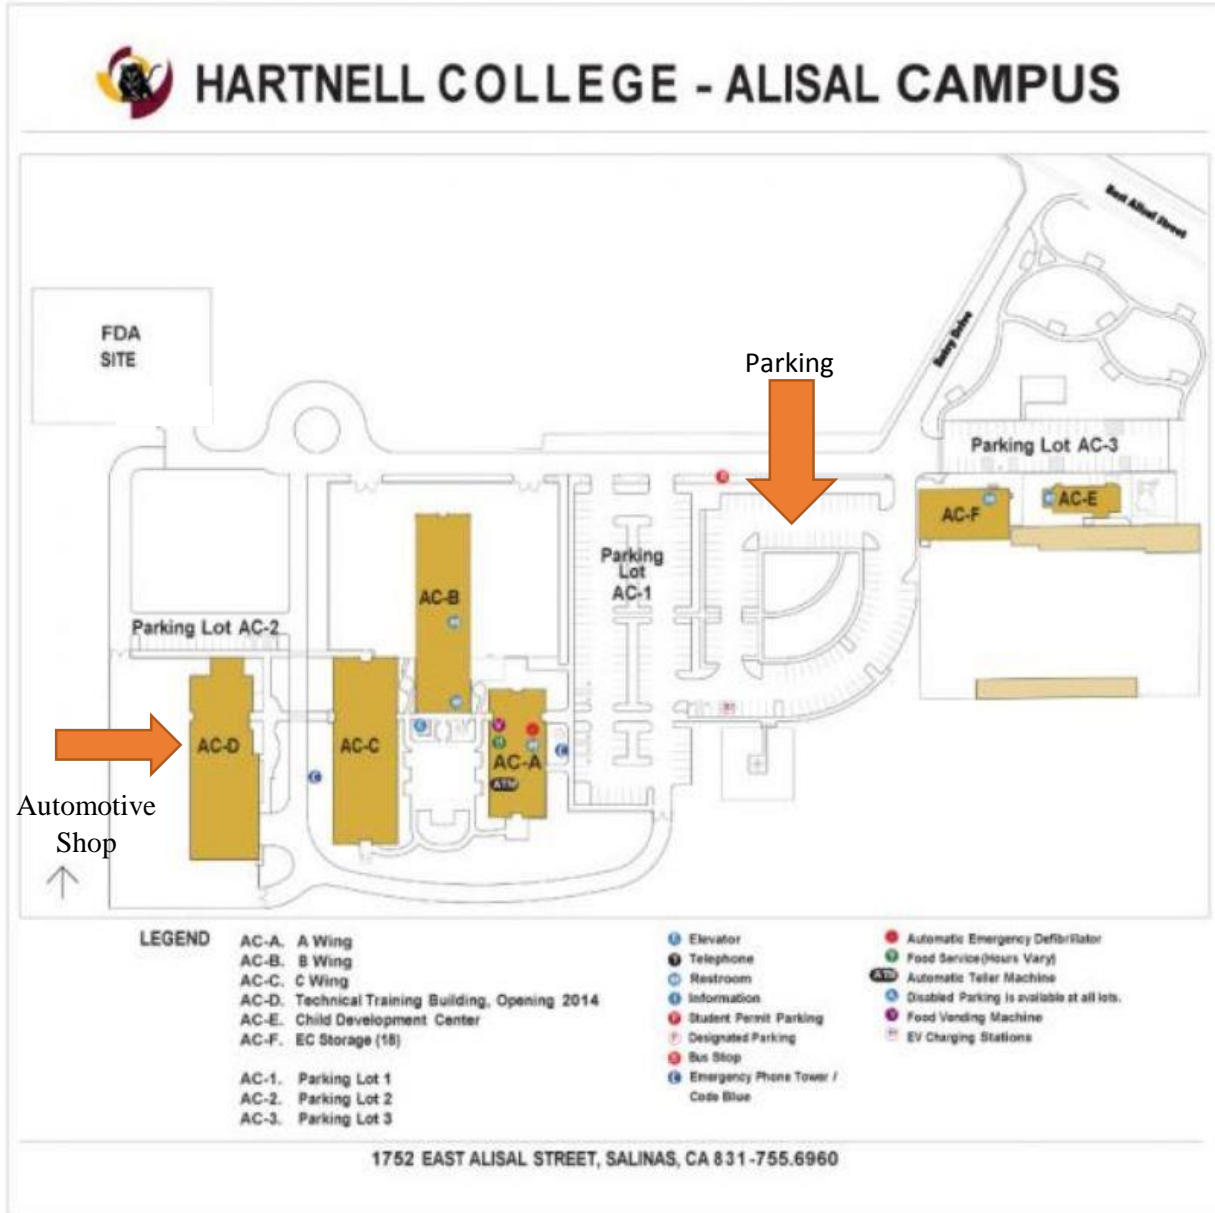 HARTNELL COLLEGE - ALISAL CAMPUS
East Alisal Street
FDA
SITE
Parking
Entry Drive
Parking Lot AC-3
AC-F
AC-E
Parking
Lot
AC-1
AC-B
Parking Lot AC-2
AC-D
AC-C
AC-A
ATM
Automotive
Shop
LEGEND
AC-A. A Wing
AC-B. B Wing
AC-C. C Wing
AC-D. Technical Training Building, Opening 2014
AC-E. Child Development Center
AC-F. EC Storage (18)
AC-1. Parking Lot 1
AC-2. Parking Lot 2
AC-3. Parking Lot 3
Elevator
Telephone
Restroom
Information
Student Permit Parking
Designated Parking
Bus Stop
Emergency Phone Tower /
Code Blue
Automatic Emergency Defibrillator
Food Service(Hours Vary)
ATM Automatic Teller Machine
Disabled Parking is available at all lots.
Food Vending Machine
EV Charging Stations
1752 EAST ALISAL STREET, SALINAS, CA 831-755.6960